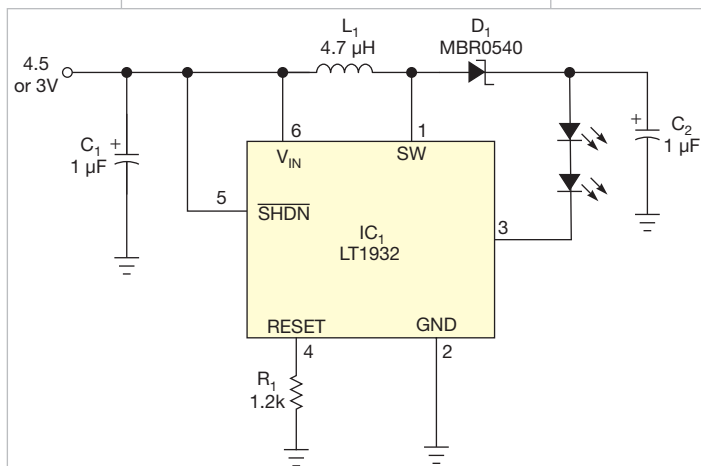 L1
4.7 µH
D1
MBR0540
4.5
or 3V
C1
1 µF
+
6
VIN
1
SW
+
C2
1 µF
5
SHDN
3
IC1
LT1932
RESET
GND
4
2
R1
1.2k